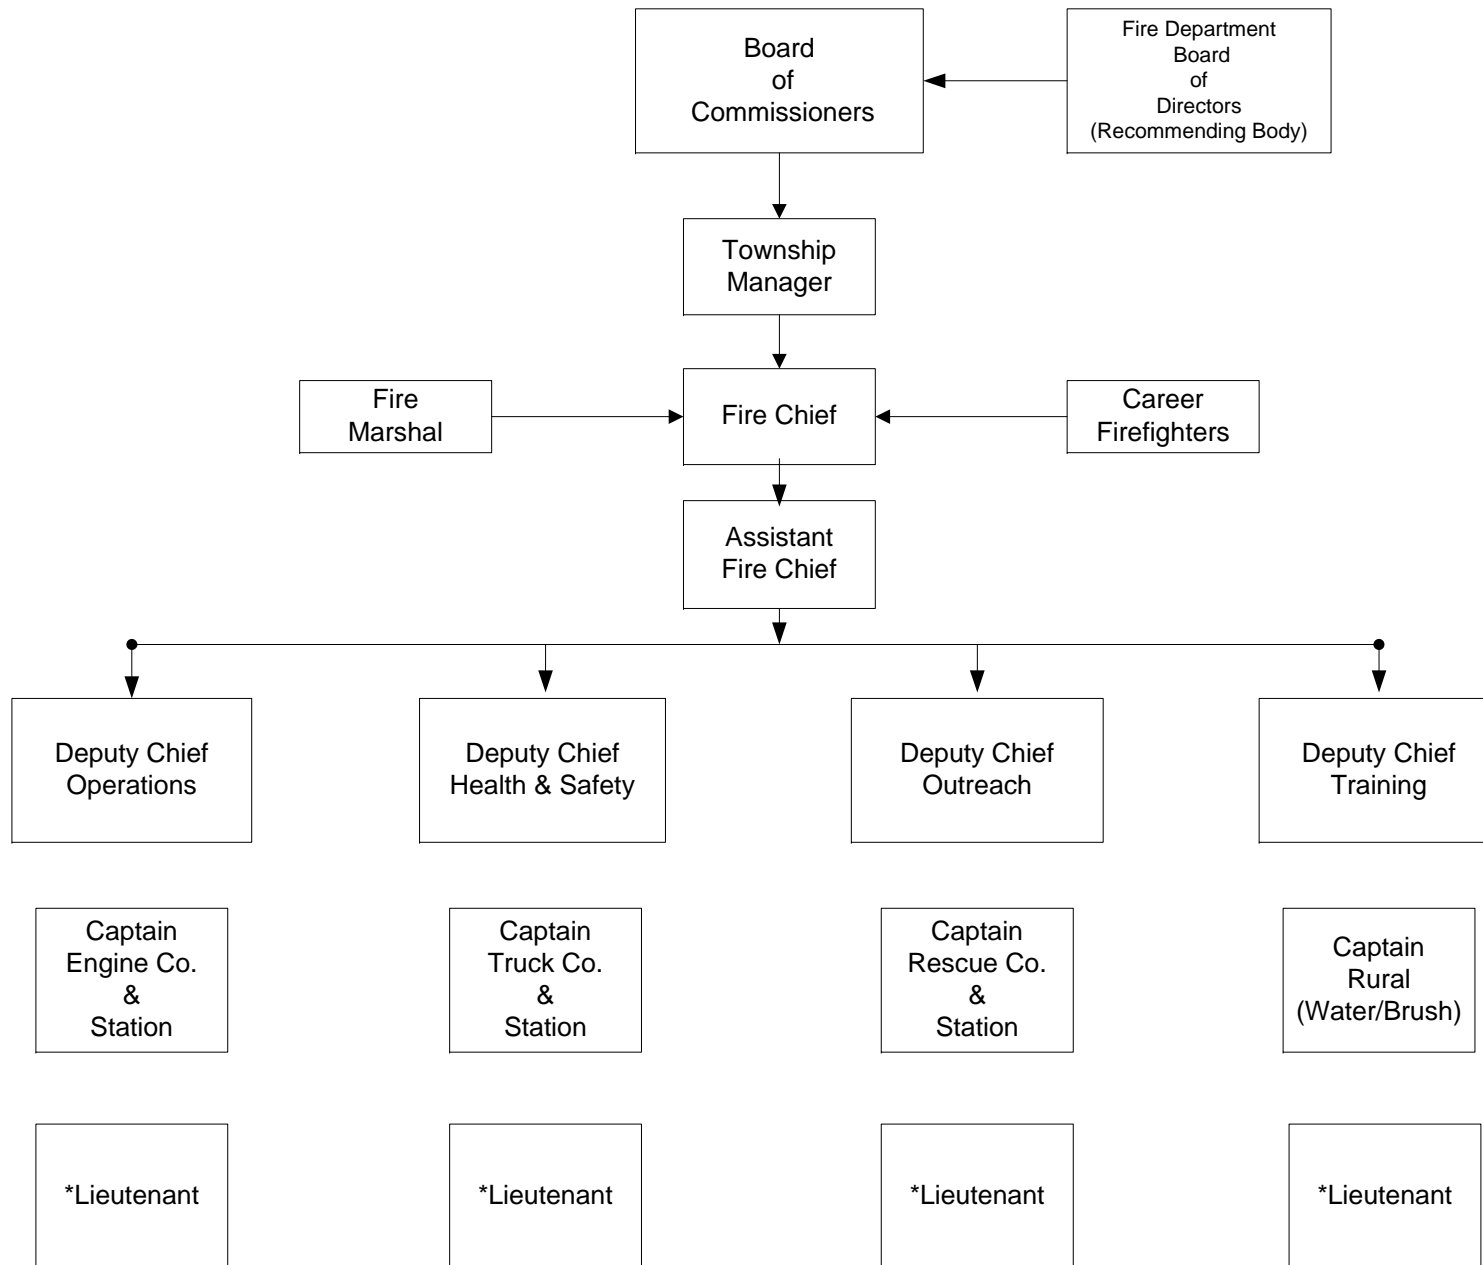 Board
of
Commissioners
Fire Department
Board
of
Directors
(Recommending Body)
Township
Manager
Fire
Marshal
Fire Chief
Career
Firefighters
Assistant
Fire Chief
Deputy Chief
Operations
Deputy Chief
Health & Safety
Deputy Chief
Outreach
Deputy Chief
Training
Captain
Engine Co.
&
Station
Captain
Truck Co.
&
Station
Captain
Rescue Co.
&
Station
Captain
Rural
(Water/Brush)
*Lieutenant
*Lieutenant
*Lieutenant
*Lieutenant